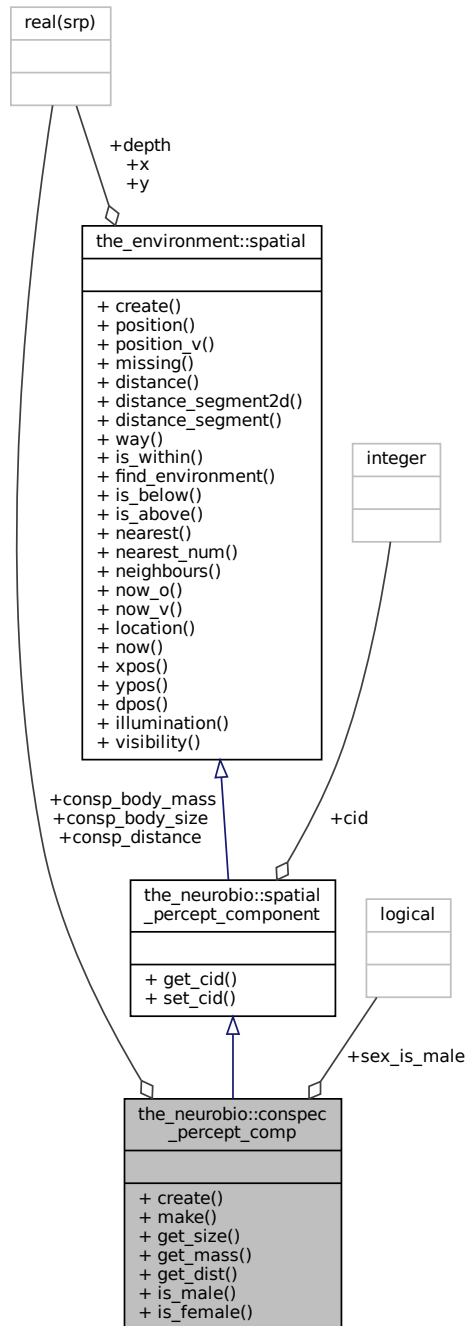 real(srp)
+depth
+x
+y
the_environment::spatial
+ create()
+ position()
+ position_v()
+ missing()
+ distance()
+ distance_segment2d()
+ distance_segment()
+ way()
+ is_within()
+ find_environment()
+ is_below()
+ is_above()
+ nearest()
+ nearest_num()
+ neighbours()
+ now_o()
+ now_v()
+ location()
+ now()
+ xpos()
+ ypos()
+ dpos()
+ illumination()
+ visibility()
integer
+consp_body_mass
+consp_body_size
+consp_distance
+cid
the_neurobio::spatial
_percept_component
+ get_cid()
+ set_cid()
logical
+sex_is_male
the_neurobio::conspec
_percept_comp
+ create()
+ make()
+ get_size()
+ get_mass()
+ get_dist()
+ is_male()
+ is_female()